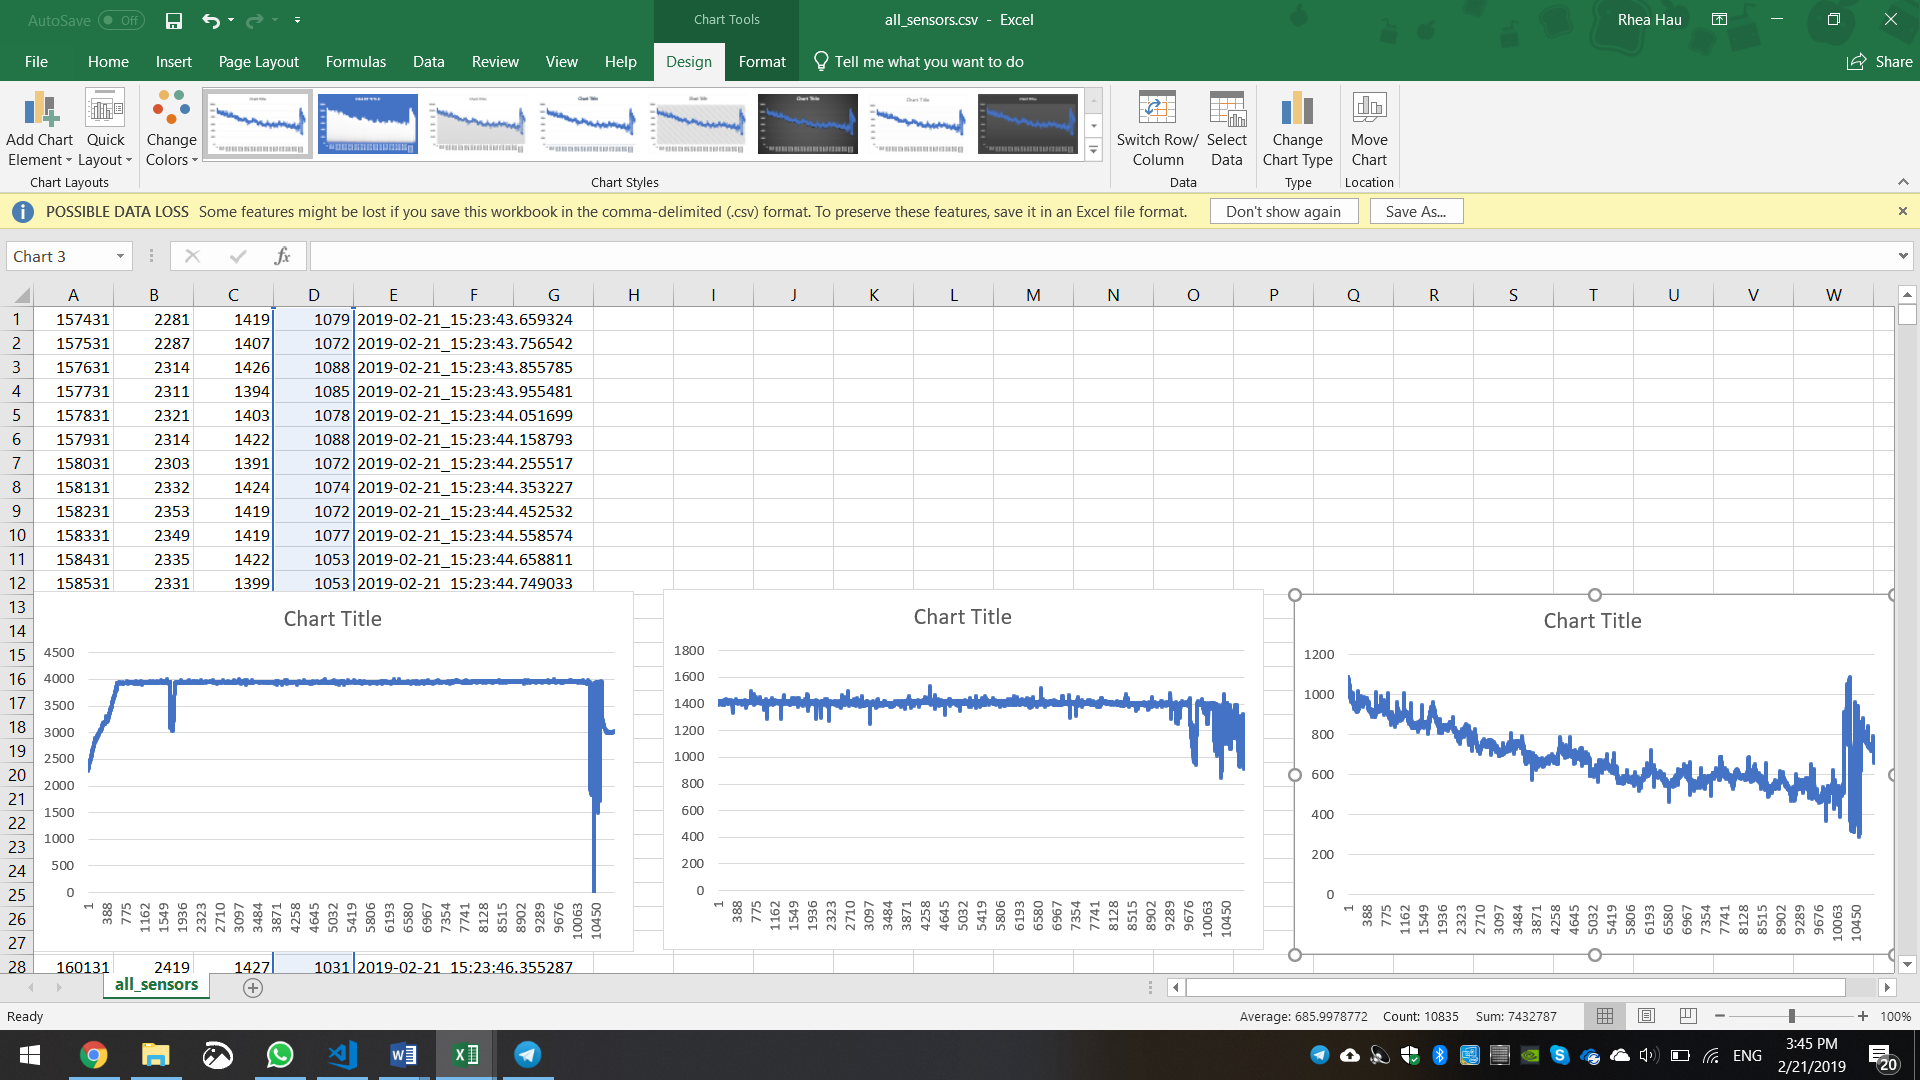 AutoSave Off
Chart Tools
all_sensors.csv - Excel
Rhea Hau
File Home Insert Page Layout Formulas Data Review View Help Design Format Tell me what you want to do Share
Add Chart Element
Quick Layout
Change Colors
Switch Row/ Column
Select Data
Change Chart Type
Move Chart
Chart Layouts Chart Styles Data Type Location
POSSIBLE DATA LOSS Some features might be lost if you save this workbook in the comma-delimited (.csv) format. To preserve these features, save it in an Excel file format. Don't show again Save As...
Chart 3 fx
A B C D E F G H I J K L M N O P Q R S T U V W
1 157431 2281 1419 1079 2019-02-21_15:23:43.659324
2 157531 2287 1407 1072 2019-02-21_15:23:43.756542
3 157631 2314 1426 1088 2019-02-21_15:23:43.855785
4 157731 2311 1394 1085 2019-02-21_15:23:43.955481
5 157831 2321 1403 1078 2019-02-21_15:23:44.051699
6 157931 2314 1422 1088 2019-02-21_15:23:44.158793
7 158031 2303 1391 1072 2019-02-21_15:23:44.255517
8 158131 2332 1424 1074 2019-02-21_15:23:44.353227
9 158231 2353 1419 1072 2019-02-21_15:23:44.452532
10 158331 2349 1419 1077 2019-02-21_15:23:44.558574
11 158431 2335 1422 1053 2019-02-21_15:23:44.658811
12 158531 2331 1399 1053 2019-02-21_15:23:44.749033
13
14
15
16
17
18
19
20
21
22
23
24
25
26
27
Chart Title
4500
4000
3500
3000
2500
2000
1500
1000
500
0
1 388 775 1162 1549 1936 2323 2710 3097 3484 3871 4258 4645 5032 5419 5806 6193 6580 6967 7354 7741 8128 8515 8902 9289 9676 10063 10450
Chart Title
1800
1600
1400
1200
1000
800
600
400
200
0
1 388 775 1162 1549 1936 2323 2710 3097 3484 3871 4258 4645 5032 5419 5806 6193 6580 6967 7354 7741 8128 8515 8902 9289 9676 10063 10450
Chart Title
1200
1000
800
600
400
200
0
1 388 775 1162 1549 1936 2323 2710 3097 3484 3871 4258 4645 5032 5419 5806 6193 6580 6967 7354 7741 8128 8515 8902 9289 9676 10063 10450
28 160131 2419 1427 1031 2019-02-21_15:23:46.355287
all_sensors
Ready Average: 685.9978772 Count: 10835 Sum: 7432787 100%
ENG
3:45 PM
2/21/2019
20